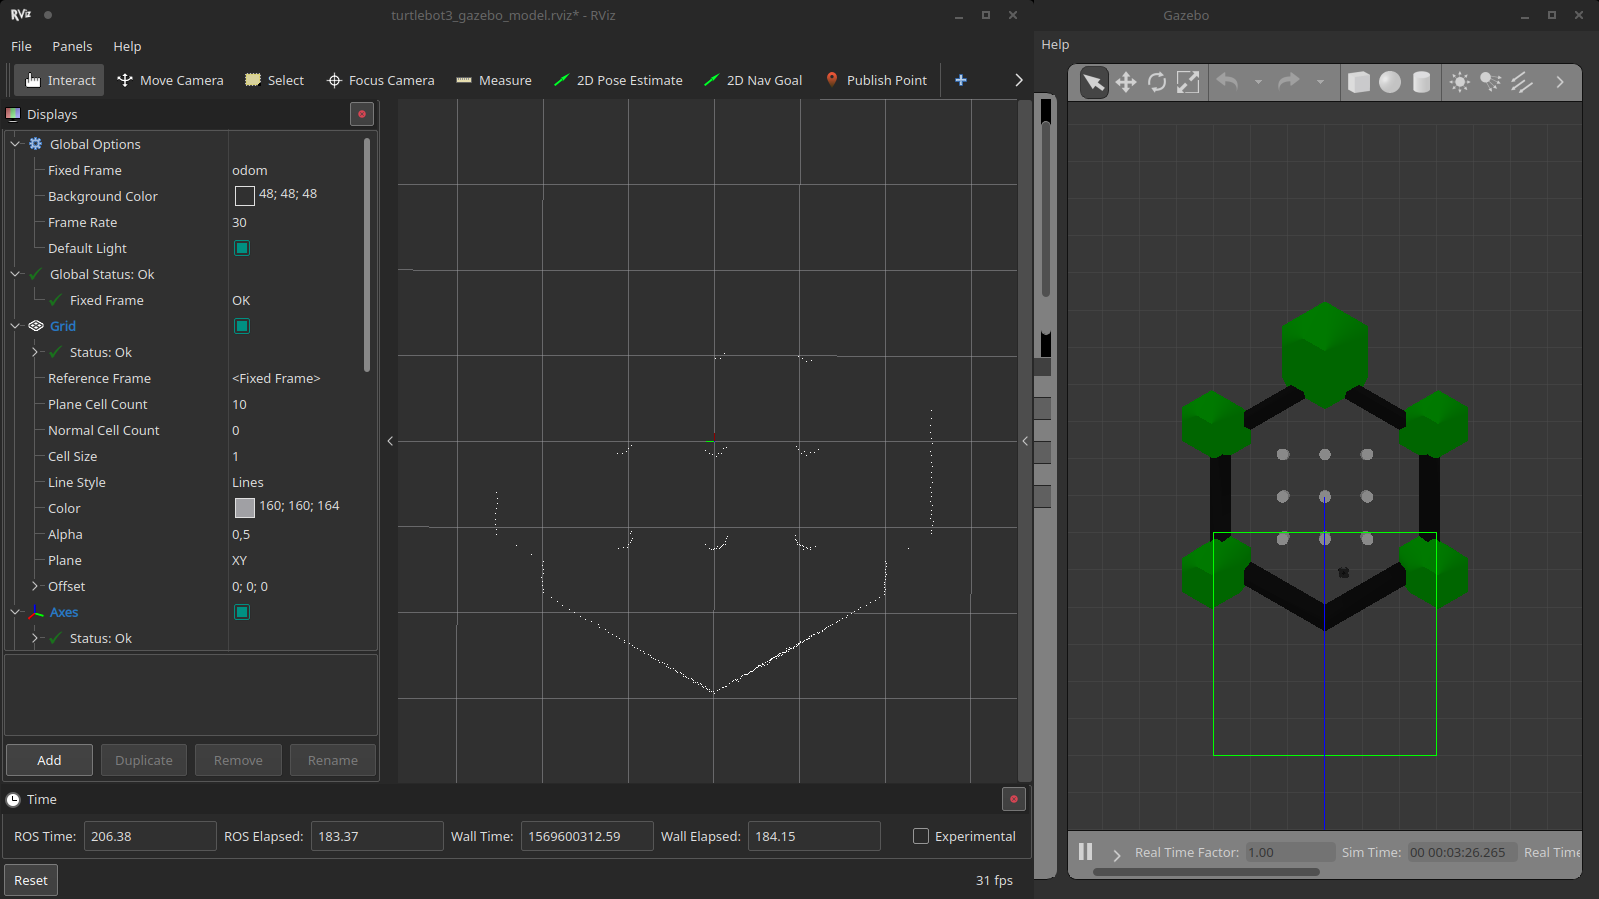 RViz turtlebot3_gazebo_model.rviz* - RViz
File Panels Help
Interact Move Camera Select Focus Camera Measure 2D Pose Estimate 2D Nav Goal Publish Point
Displays
Global Options
Fixed Frame odom
Background Color 48; 48; 48
Frame Rate 30
Default Light
Global Status: Ok
Fixed Frame OK
Grid
Status: Ok
Reference Frame <Fixed Frame>
Plane Cell Count 10
Normal Cell Count 0
Cell Size 1
Line Style Lines
Color 160; 160; 164
Alpha 0,5
Plane XY
Offset 0; 0; 0
Axes
Status: Ok
Add Duplicate Remove Rename
Time
ROS Time: 206.38 ROS Elapsed: 183.37 Wall Time: 1569600312.59 Wall Elapsed: 184.15 Experimental
Reset 31 fps
Gazebo
Help
Real Time Factor: 1.00 Sim Time: 00 00:03:26.265 Real Time